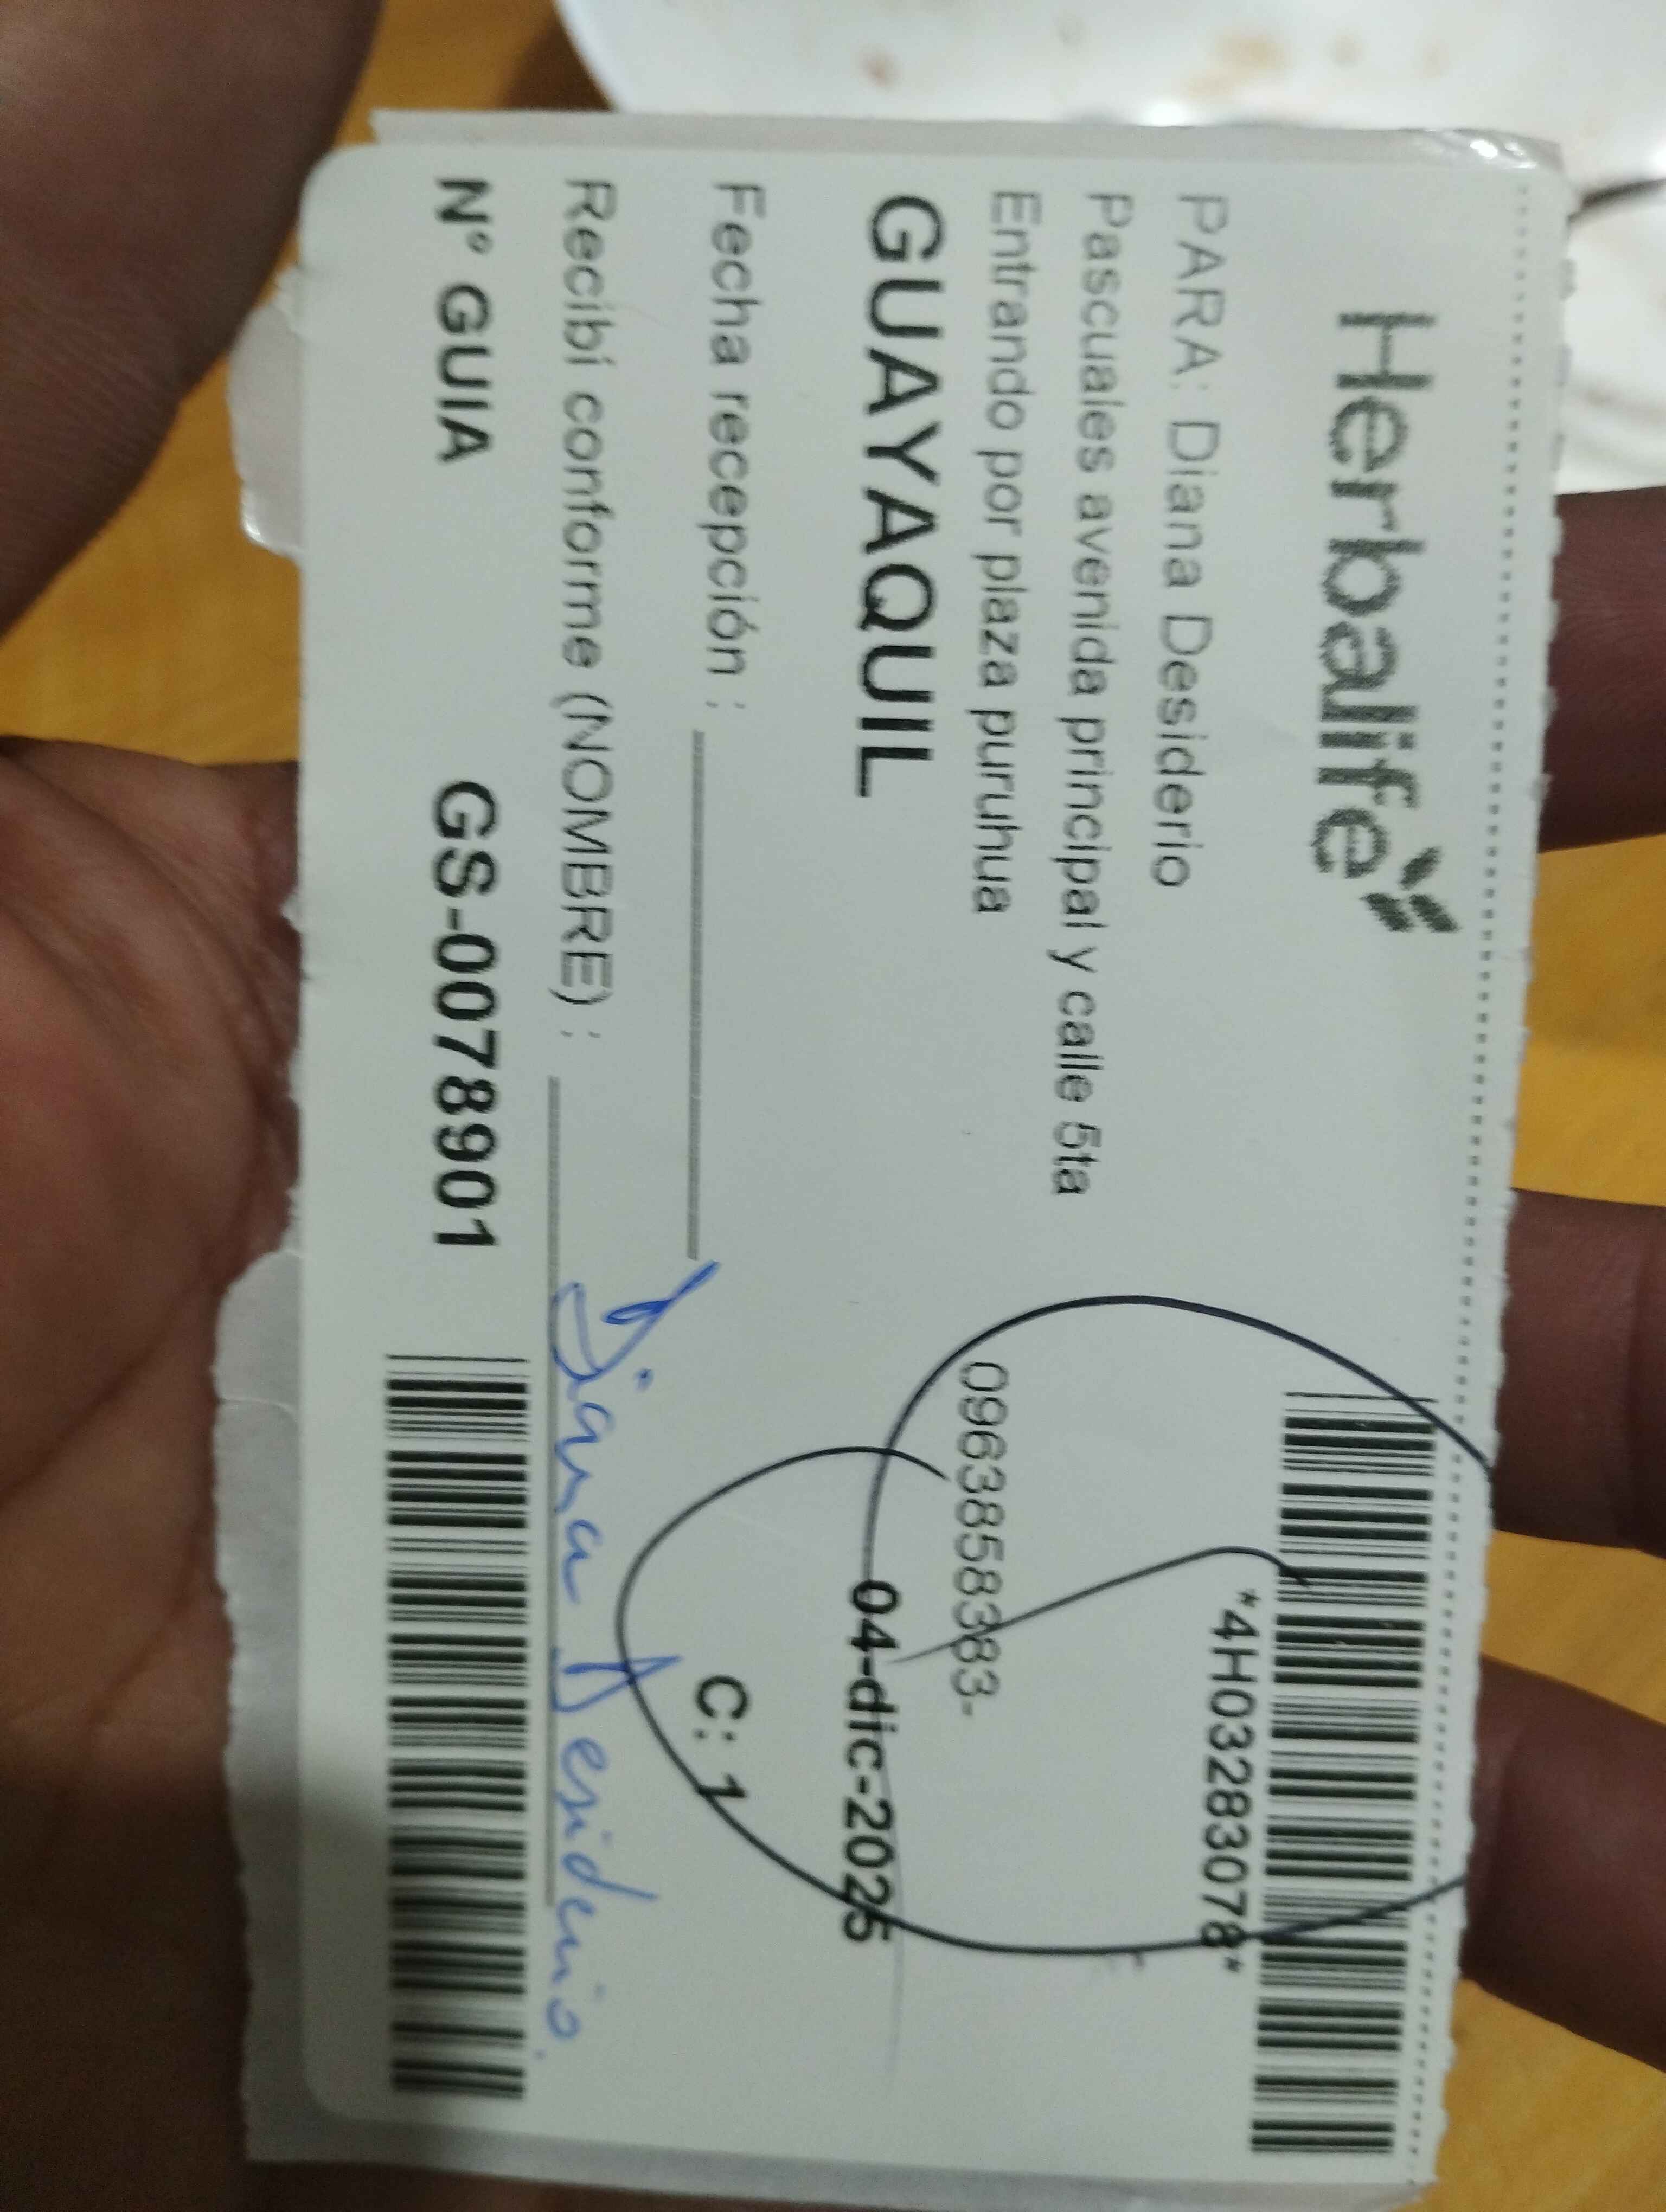 Herbalife
*4H03283078*
PARA: Diana Desiderio
Pascuales avenida principal y calle 5ta
Entrando por plaza puruhua
0963858383-
GUAYAQUIL
04-dic-2025
Fecha recepción :
C: 1
Recibí conforme (NOMBRE) : Diana Desiderio.
N° GUIA GS-0078901